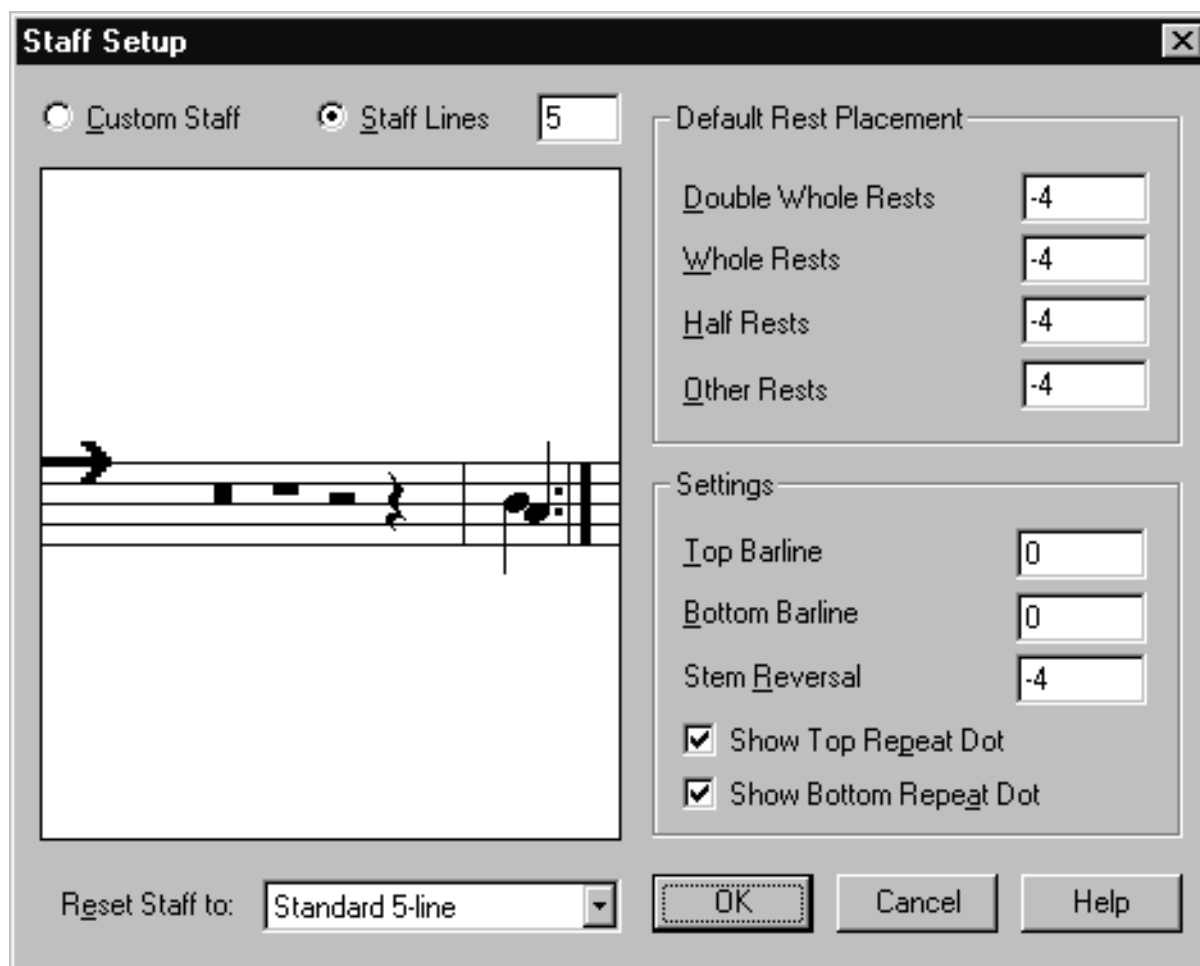 Staff Setup
Custom Staff
Staff Lines
5
Default Rest Placement
Double Whole Rests
-4
Whole Rests
-4
Half Rests
-4
Other Rests
-4
Settings
Top Barline
0
Bottom Barline
0
Stem Reversal
-4
Show Top Repeat Dot
Show Bottom Repeat Dot
Reset Staff to:
Standard 5-line
OK
Cancel
Help